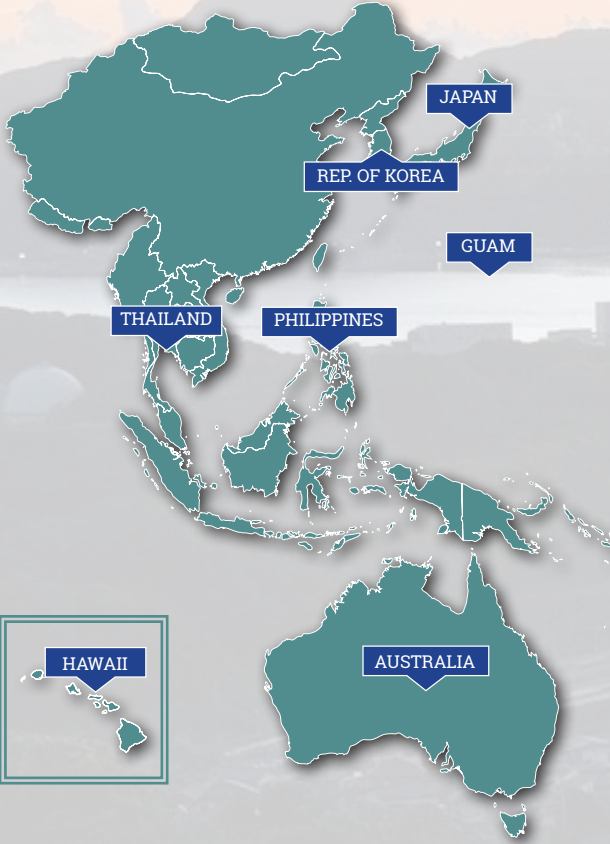 JAPAN
REP. OF KOREA
GUAM
THAILAND
PHILIPPINES
HAWAII
AUSTRALIA